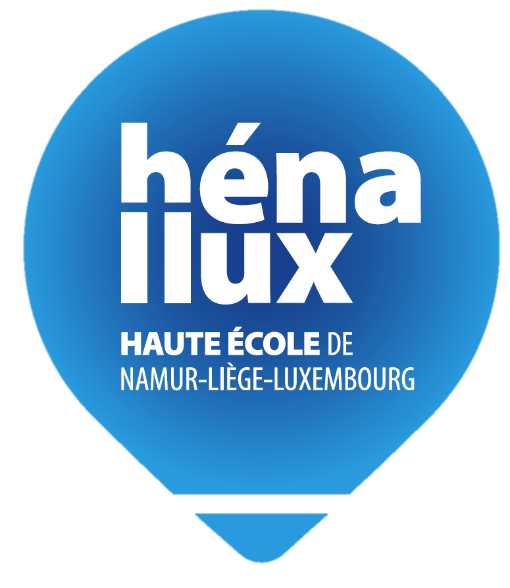 héna
llux
HAUTE ÉCOLE DE
NAMUR-LIÈGE-LUXEMBOURG